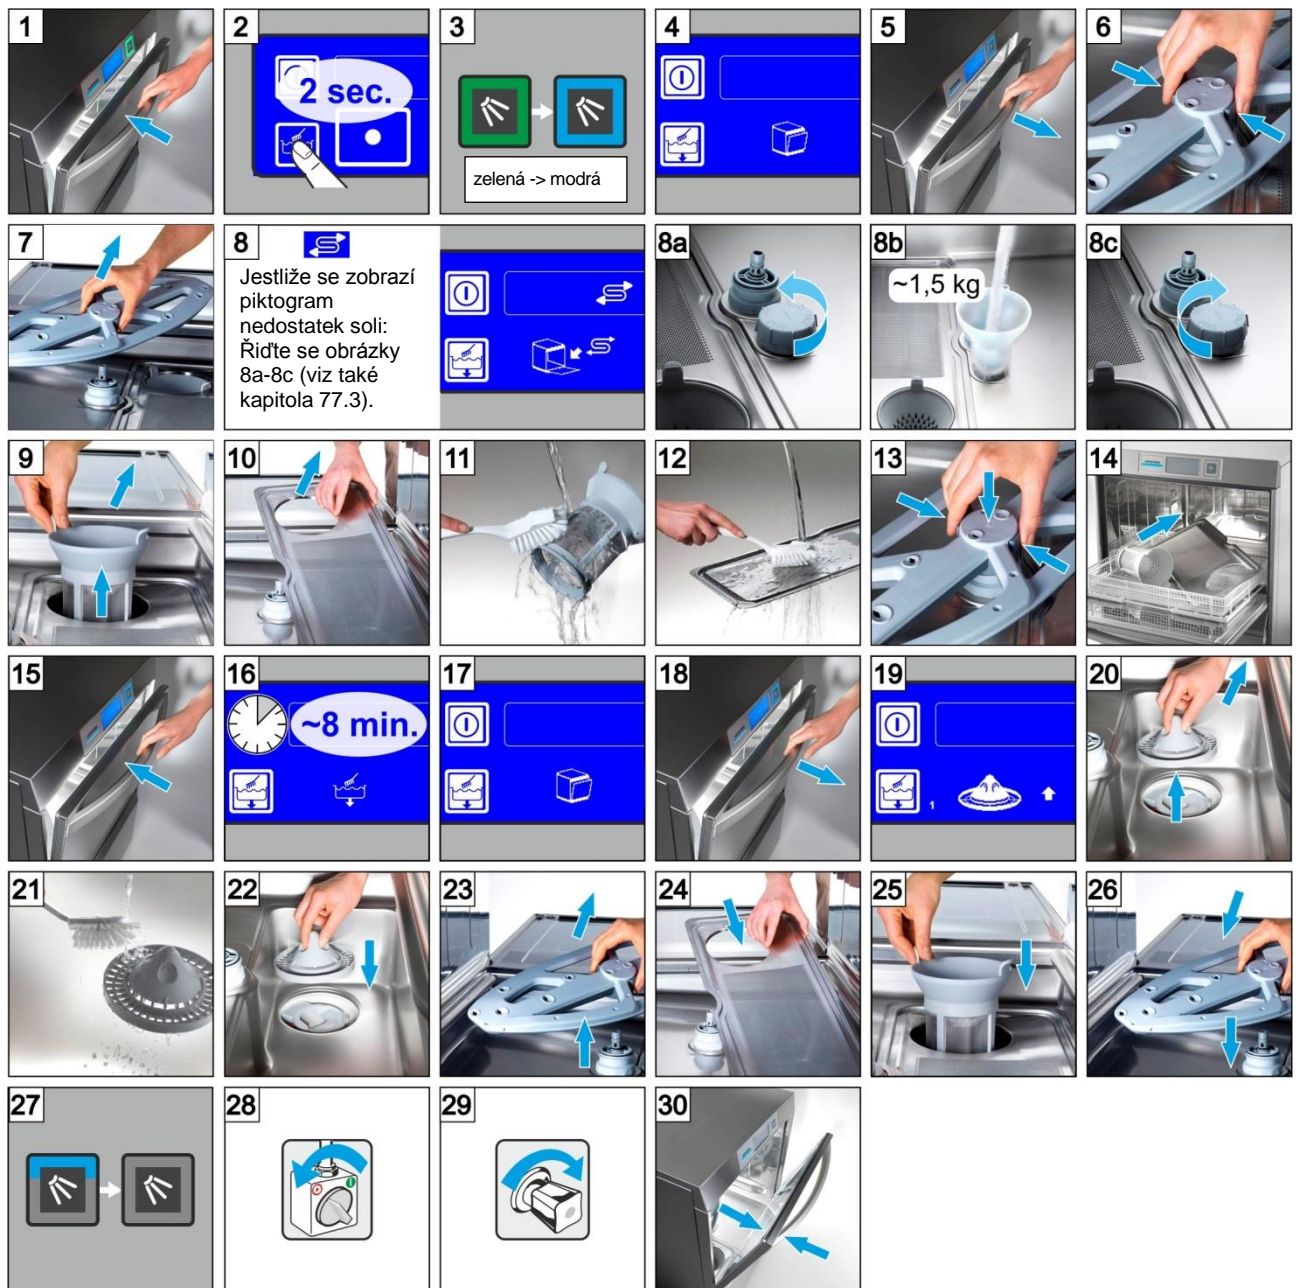 1
2
2 sec.
3
zelená -> modrá
4
5
6
7
8
Jestliže se zobrazí
piktogram
nedostatek soli:
Řiďte se obrázky
8a-8c (viz také
kapitola 77.3).
8a
8b
~1,5 kg
8c
9
10
11
12
13
14
15
16
~8 min.
17
18
19
1
20
21
22
23
24
25
26
27
28
29
30